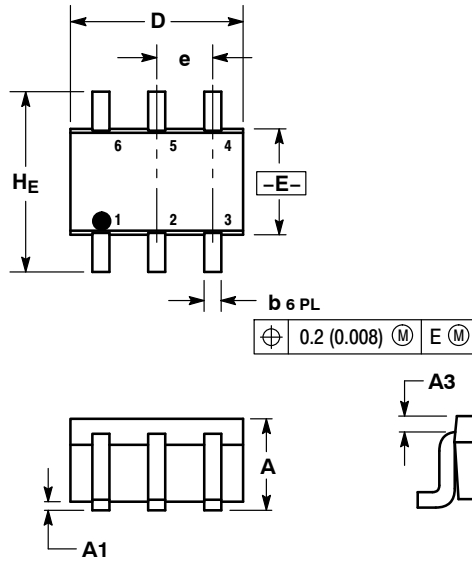 D
e
6 5 4
HE
-E-
1 2 3
b 6 PL
⌖ 0.2 (0.008) Ⓜ E Ⓜ
A3
A
A1